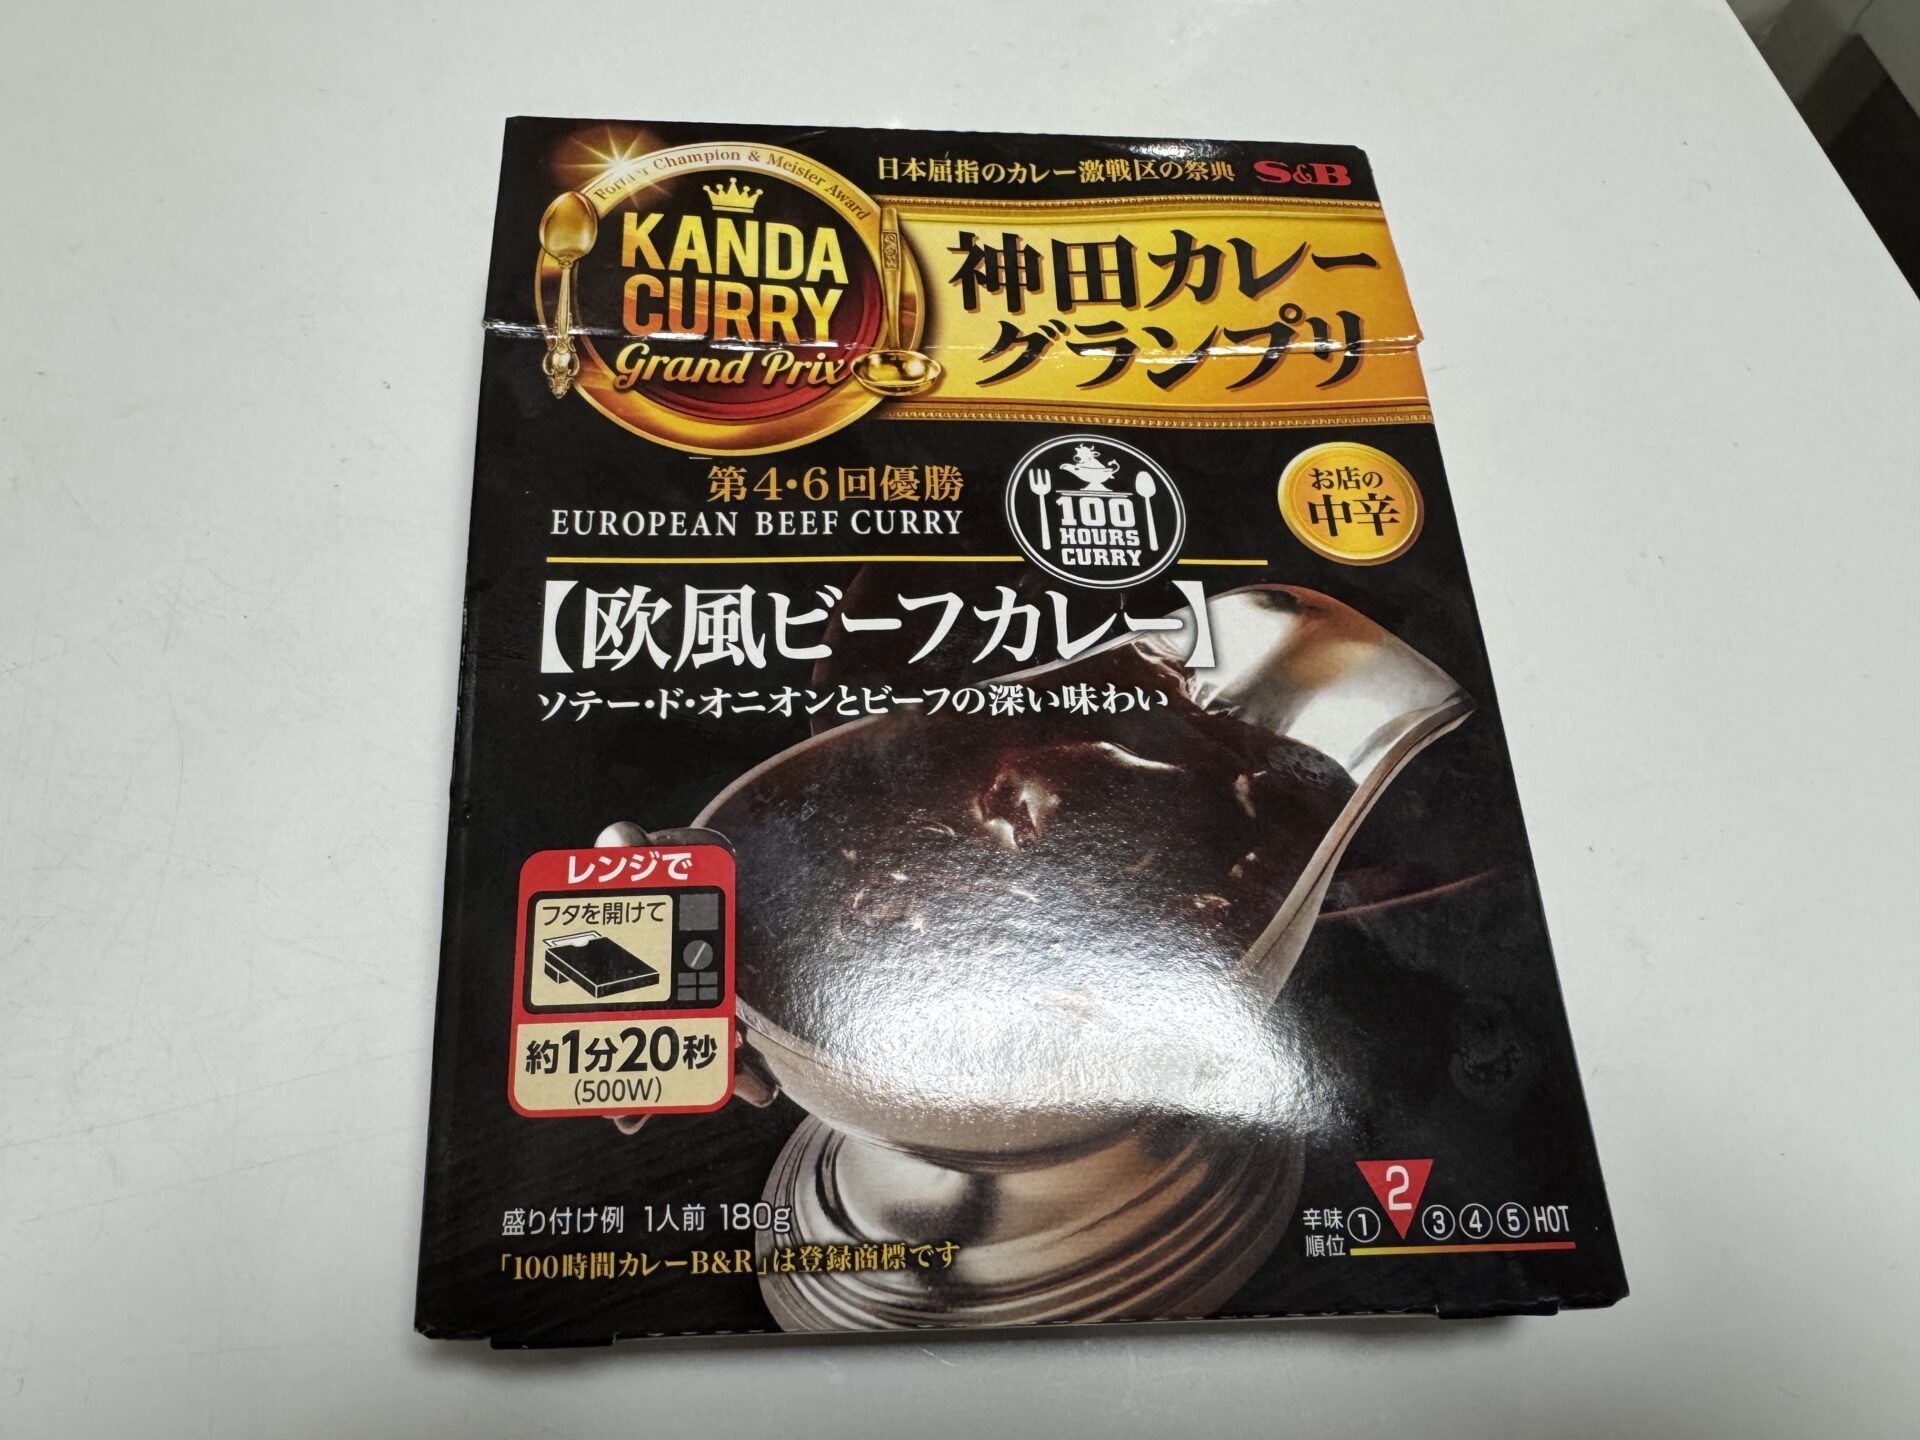 日本屈指のカレー激戦区の祭典 S&B
Former Champion & Meister Award
KANDA
CURRY
Grand Prix
神田カレー
グランプリ
第4・6回優勝
EUROPEAN BEEF CURRY
100
HOURS
CURRY
お店の
中辛
【欧風ビーフカレー】
ソテー・ド・オニオンとビーフの深い味わい
レンジで
フタを開けて
約1分20秒
(500W)
盛り付け例 1人前 180g
「100時間カレーB&R」は登録商標です
辛味
順位
① 2 ③④⑤ HOT